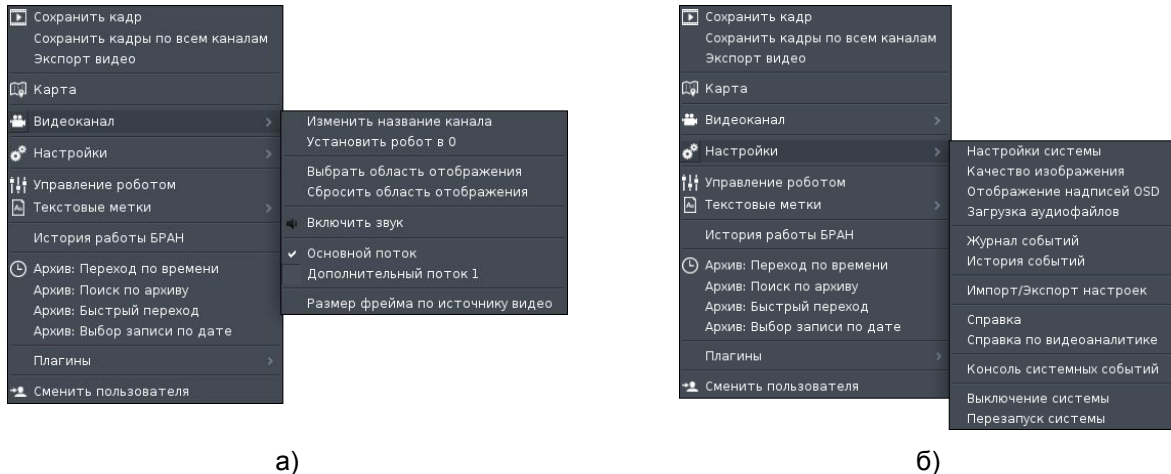 Сохранить кадр
Сохранить кадры по всем каналам
Экспорт видео
Карта
Видеоканал
Настройки
Управление роботом
Текстовые метки
История работы БРАН
Архив: Переход по времени
Архив: Поиск по архиву
Архив: Быстрый переход
Архив: Выбор записи по дате
Плагины
Сменить пользователя
Изменить название канала
Установить робот в 0
Выбрать область отображения
Сбросить область отображения
Включить звук
Основной поток
Дополнительный поток 1
Размер фрейма по источнику видео
а)
Сохранить кадр
Сохранить кадры по всем каналам
Экспорт видео
Карта
Видеоканал
Настройки
Управление роботом
Текстовые метки
История работы БРАН
Архив: Переход по времени
Архив: Поиск по архиву
Архив: Быстрый переход
Архив: Выбор записи по дате
Плагины
Сменить пользователя
Настройки системы
Качество изображения
Отображение надписей OSD
Загрузка аудиофайлов
Журнал событий
История событий
Импорт/Экспорт настроек
Справка
Справка по видеоаналитике
Консоль системных событий
Выключение системы
Перезапуск системы
б)